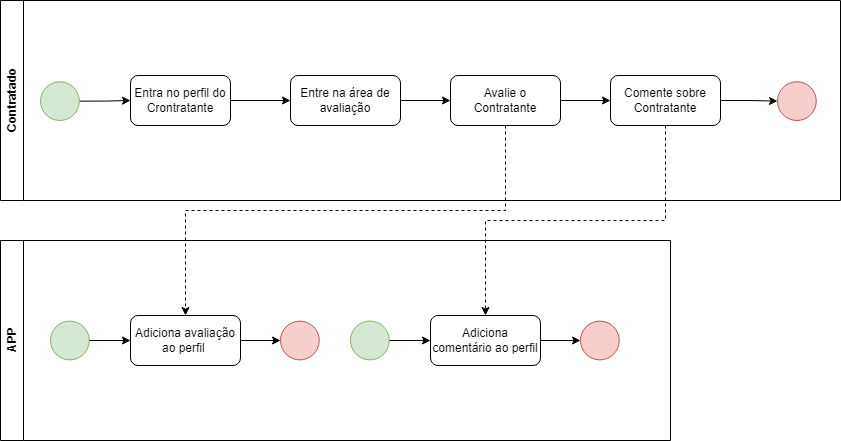 Contratado
Entra no perfil do
Crontratante
Entre na área de
avaliação
Avalie o
Contratante
Comente sobre
Contratante
APP
Adiciona avaliação
ao perfil
Adiciona
comentário ao perfil